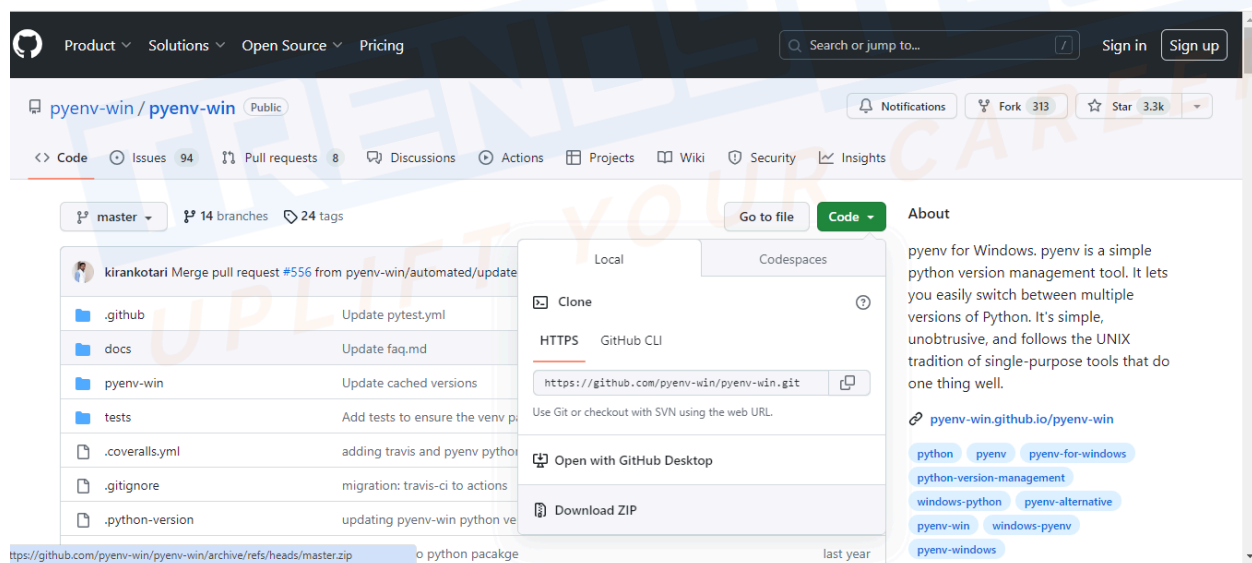 Product Solutions Open Source Pricing Search or jump to... / Sign in Sign up
pyenv-win / pyenv-win Public Notifications Fork 313 Star 3.3k
<> Code Issues 94 Pull requests 8 Discussions Actions Projects Wiki Security Insights
master 14 branches 24 tags Go to file Code
kirankotari Merge pull request #556 from pyenv-win/automated/update
.github Update pytest.yml
docs Update faq.md
pyenv-win Update cached versions
tests Add tests to ensure the venv
.coveralls.yml adding travis and pyenv
.gitignore migration: travis-ci to actions
.python-version updating pyenv-win python
o python pacakge last year
Local Codespaces
Clone
HTTPS GitHub CLI
https://github.com/pyenv-win/pyenv-win.git
Use Git or checkout with SVN using the web URL.
Open with GitHub Desktop
Download ZIP
About
pyenv for Windows. pyenv is a simple
python version management tool. It lets
you easily switch between multiple
versions of Python. It's simple,
unobtrusive, and follows the UNIX
tradition of single-purpose tools that do
one thing well.
pyenv-win.github.io/pyenv-win
python pyenv pyenv-for-windows
python-version-management
windows-python pyenv-alternative
pyenv-win windows-pyenv
pyenv-windows
ttps://github.com/pyenv-win/pyenv-win/archive/refs/heads/master.zip
UPLIFT YOUR CAREE